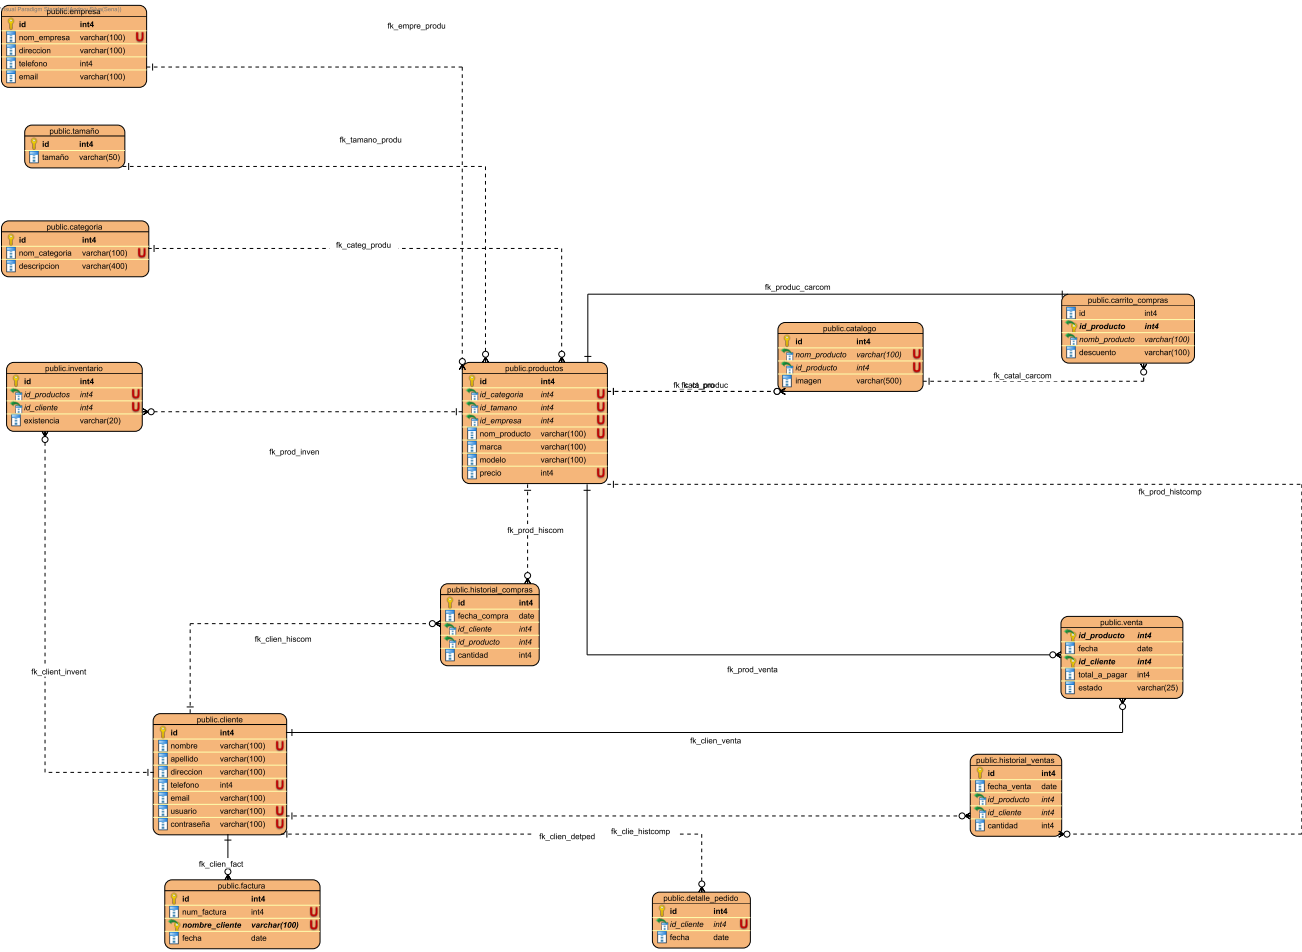 public.empresa
id int4
nom_empresa varchar(100) U
direccion varchar(100)
telefono int4
email varchar(100)
fk_empre_produ
public.tamaño
id int4
tamaño varchar(50)
fk_tamano_produ
public.categoria
id int4
nom_categoria varchar(100) U
descripcion varchar(400)
fk_categ_produ
fk_produc_carcom
public.carrito_compras
id int4
id_producto int4
nomb_producto varchar(100)
descuento varchar(100)
public.catalogo
id int4
nom_producto varchar(100) U
id_producto int4 U
imagen varchar(500)
fk_catal_carcom
public.inventario
id int4
id_productos int4 U
id_cliente int4 U
existencia varchar(20)
public.productos
id int4
id_categoria int4 U
id_tamano int4 U
id_empresa int4 U
nom_producto varchar(100) U
marca varchar(100)
modelo varchar(100)
precio int4 U
fk_prod_inven
fk_prod_histcomp
fk_prod_hiscom
public.historial_compras
id int4
fecha_compra date
id_cliente int4
id_producto int4
cantidad int4
fk_clien_hiscom
fk_client_invent
fk_prod_venta
public.venta
id_producto int4
fecha date
id_cliente int4
total_a_pagar int4
estado varchar(25)
public.cliente
id int4
nombre varchar(100) U
apellido varchar(100)
direccion varchar(100)
telefono int4 U
email varchar(100)
usuario varchar(100) U
contraseña varchar(100) U
fk_clien_venta
public.historial_ventas
id int4
fecha_venta date
id_producto int4
id_cliente int4
cantidad int4
fk_clien_detped
fk_clie_histcomp
fk_clien_fact
public.factura
id int4
num_factura int4 U
nombre_cliente varchar(100) U
fecha date
public.detalle_pedido
id int4
id_cliente int4 U
fecha date